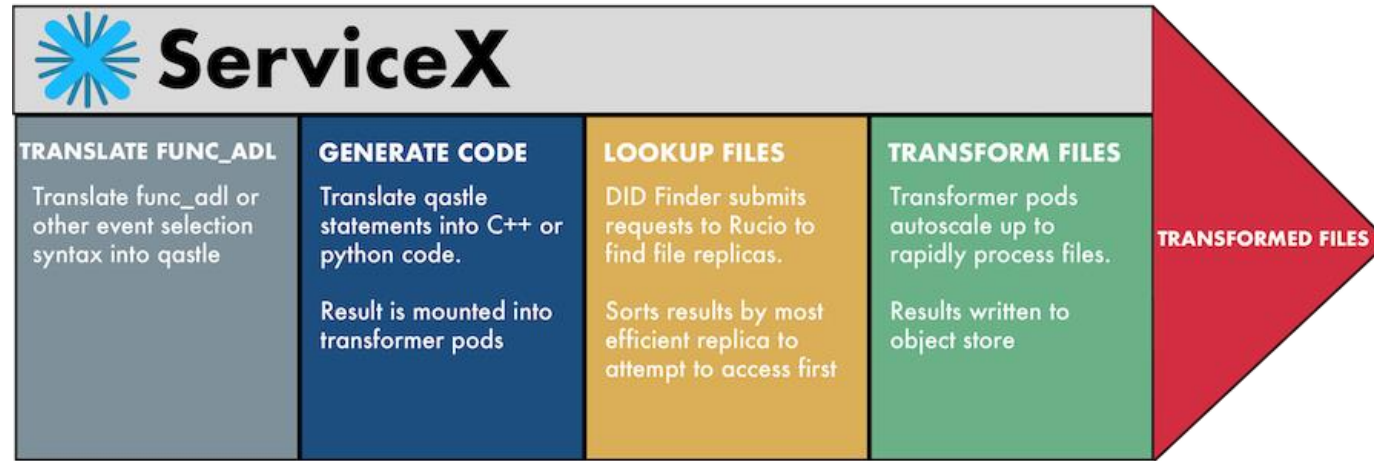 ServiceX
TRANSLATE FUNC_ADL
Translate func_adl or
other event selection
syntax into qastle
GENERATE CODE
Translate qastle
statements into C++ or
python code.
Result is mounted into
transformer pods
LOOKUP FILES
DID Finder submits
requests to Rucio to
find file replicas.
Sorts results by most
efficient replica to
attempt to access first
TRANSFORM FILES
Transformer pods
autoscale up to
rapidly process files.
Results written to
object store
TRANSFORMED FILES